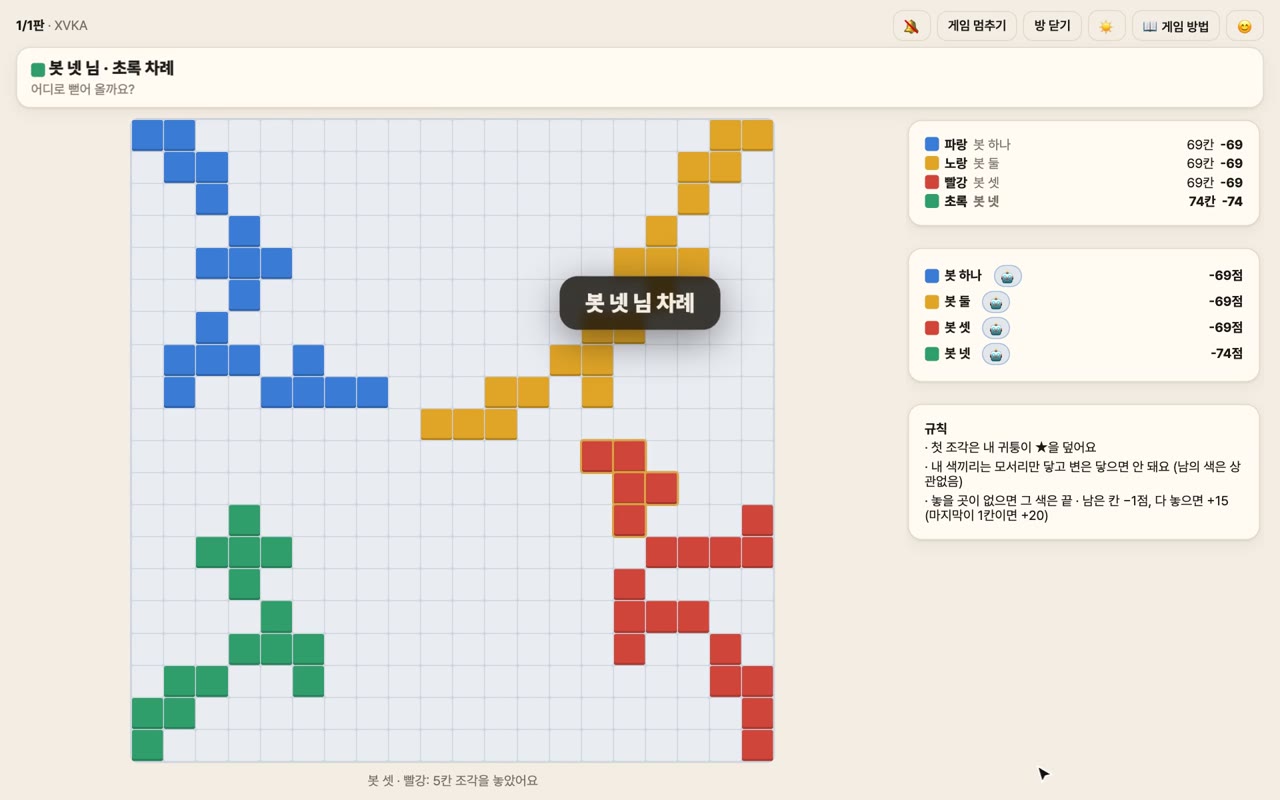 1/1판 · XVKA
게임 멈추기
방 닫기
게임 방법
봇 넷 님 · 초록 차례
어디로 뻗어 올까요?
봇 넷 님 차례
파랑 봇 하나 69칸 -69
노랑 봇 둘 69칸 -69
빨강 봇 셋 69칸 -69
초록 봇 넷 74칸 -74
봇 하나 -69점
봇 둘 -69점
봇 셋 -69점
봇 넷 -74점
규칙
· 첫 조각은 내 귀퉁이 ★을 덮어요
· 내 색끼리는 모서리만 닿고 변은 닿으면 안 돼요 (남의 색은 상
관없음)
· 놓을 곳이 없으면 그 색은 끝 · 남은 칸 −1점, 다 놓으면 +15
(마지막이 1칸이면 +20)
봇 셋 · 빨강: 5칸 조각을 놓았어요